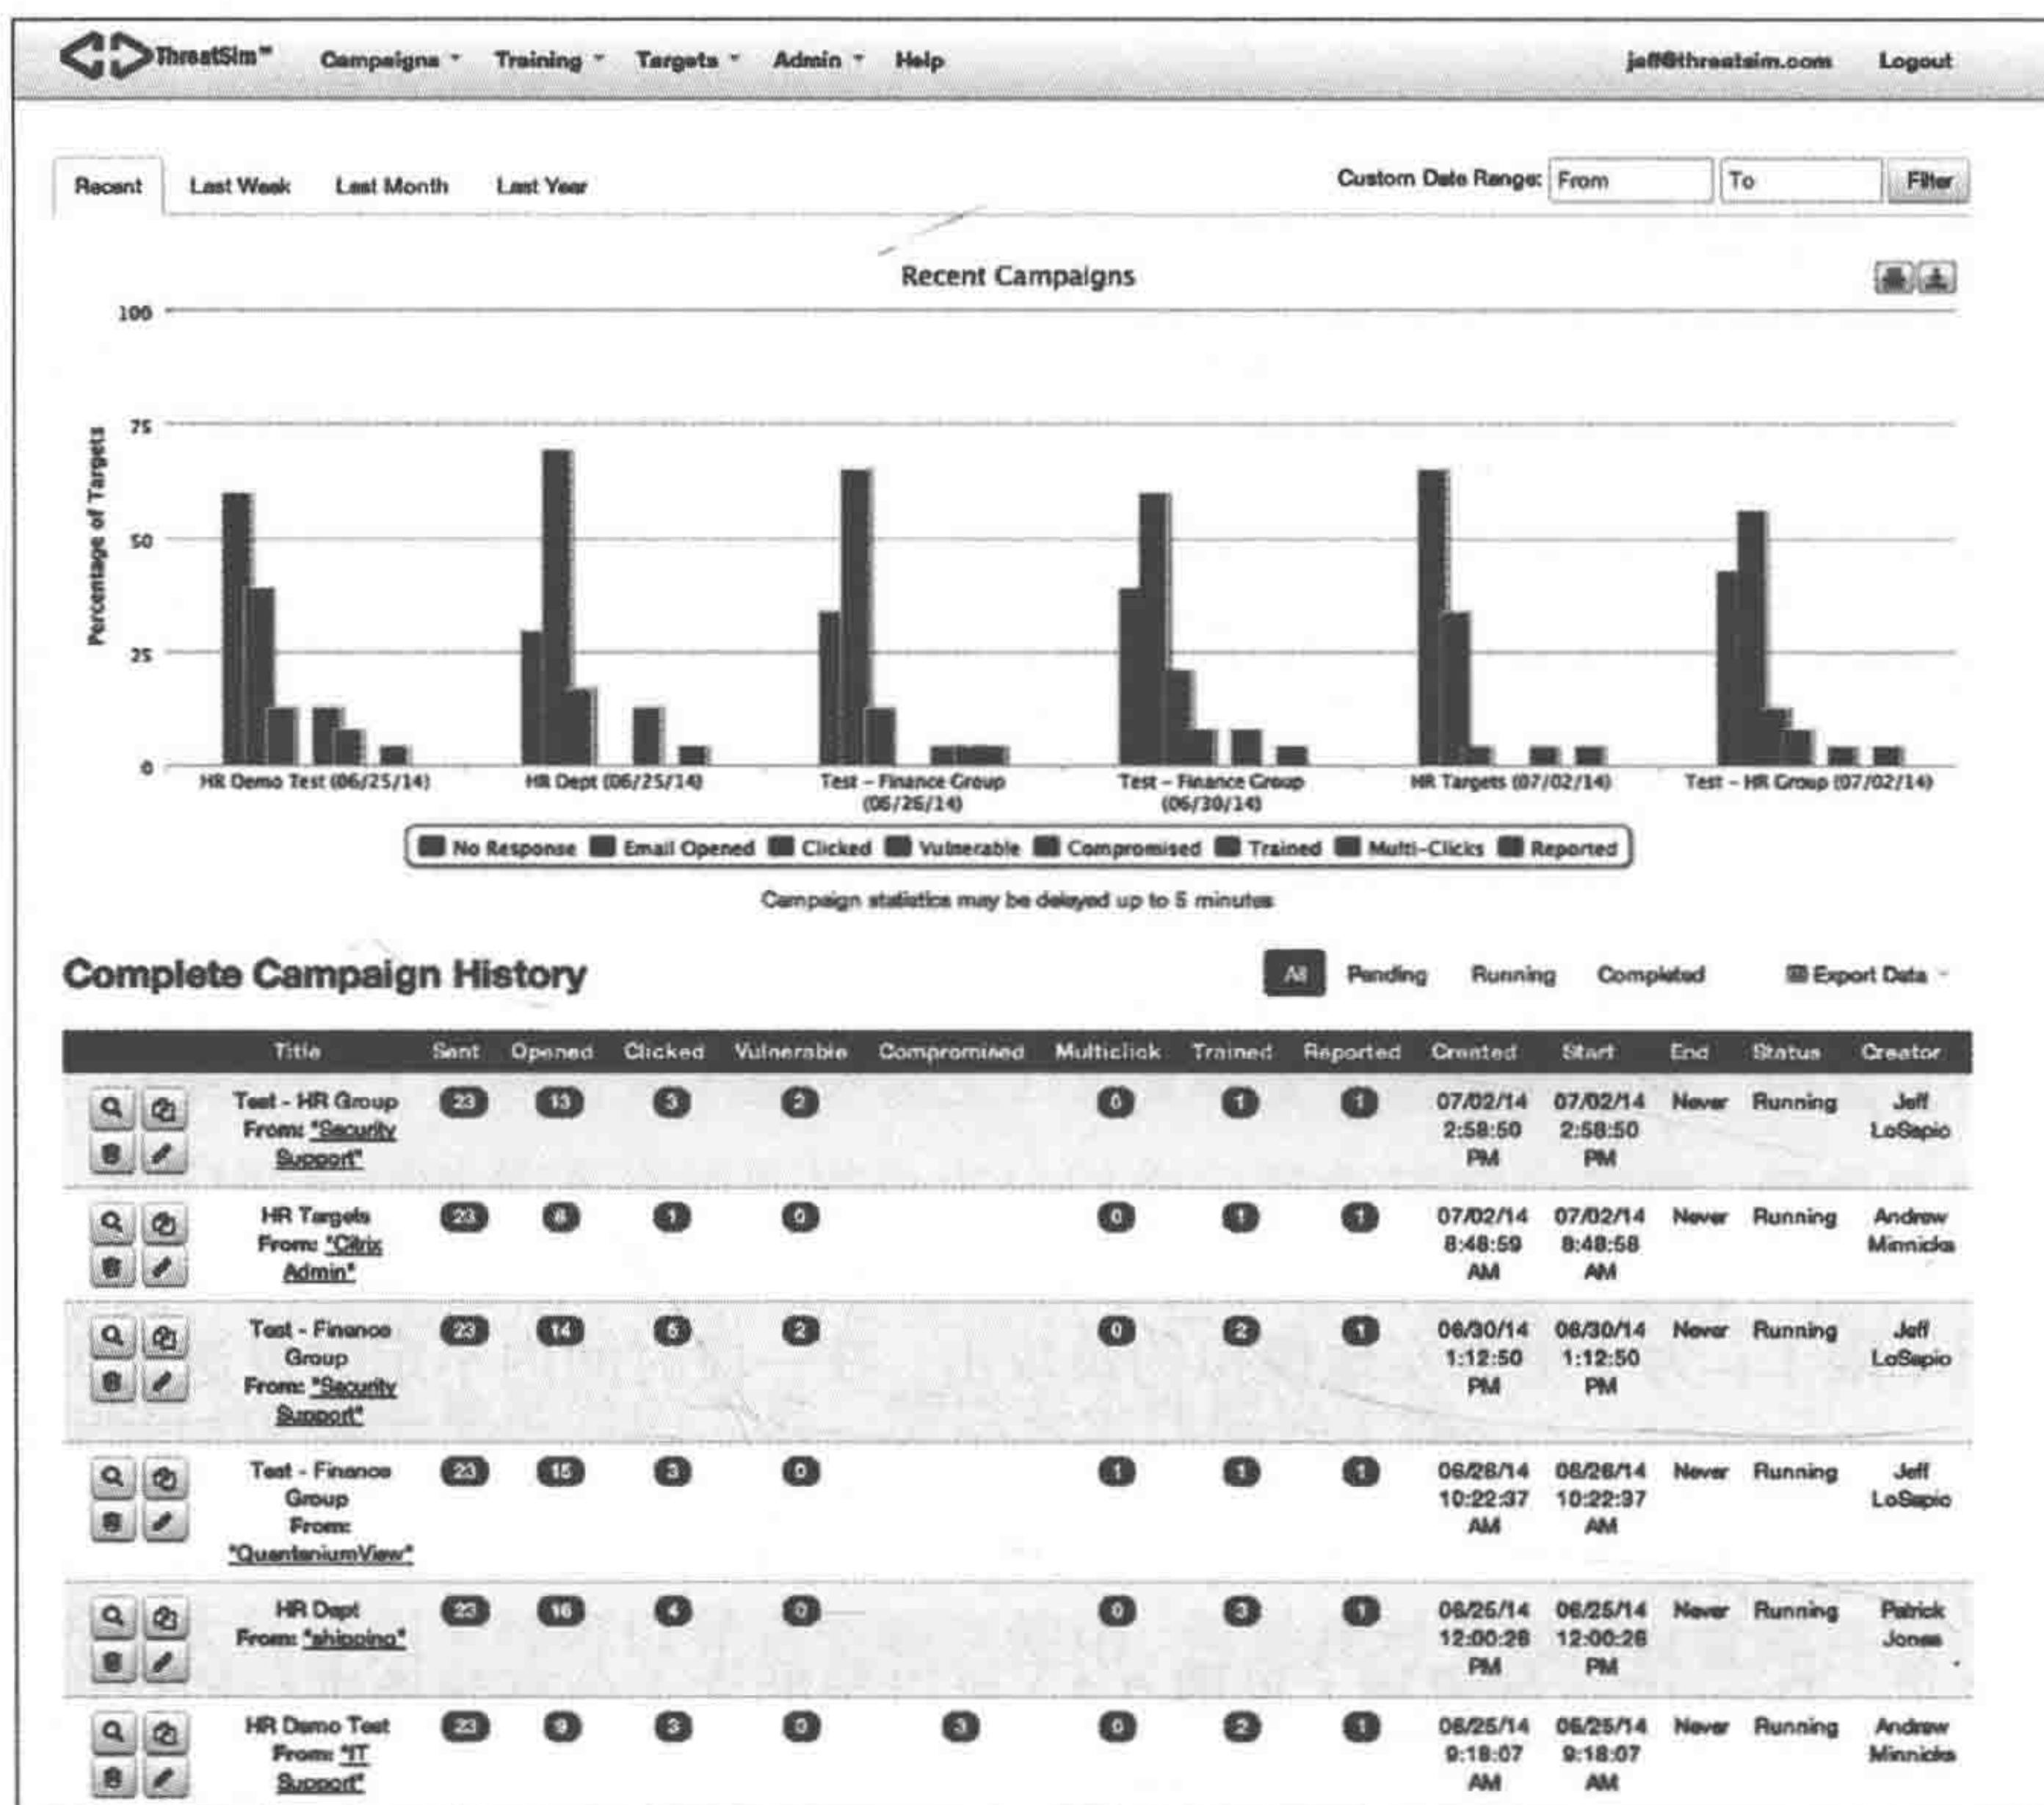 ThreatSim™ Campaigns Training Targets Admin Help jeff@threatsim.com Logout
Recent Last Week Last Month Last Year Custom Date Range: From To Filter
Recent Campaigns
100
75
50
25
0
Percentage of Targets
HR Demo Test (06/25/14) HR Dept (06/25/14) Test – Finance Group Test – Finance Group HR Targets (07/02/14) Test – HR Group (07/02/14)
(06/26/14) (06/30/14)
No Response Email Opened Clicked Vulnerable Compromised Trained Multi-Clicks Reported
Campaign statistics may be delayed up to 5 minutes
Complete Campaign History All Pending Running Completed Export Data
Title Sent Opened Clicked Vulnerable Compromised Multiclick Trained Reported Created Start End Status Creator
Test - HR Group 23 13 3 2 0 1 1 07/02/14 07/02/14 Never Running Jeff
From: "Security 2:58:50 2:58:50 LoSapio
Support" PM PM
HR Targets 23 8 1 0 0 1 1 07/02/14 07/02/14 Never Running Andrew
From: "Citrix 8:48:59 8:48:58 Minnicks
Admin" AM AM
Test - Finance 23 14 5 2 0 2 1 06/30/14 06/30/14 Never Running Jeff
Group 1:12:50 1:12:50 LoSapio
From: "Security PM PM
Support"
Test - Finance 23 15 3 0 1 1 1 06/26/14 06/26/14 Never Running Jeff
Group 10:22:37 10:22:37 LoSapio
From: AM AM
"QuantaniumView"
HR Dept 23 16 4 0 0 3 1 06/25/14 06/25/14 Never Running Patrick
From: "shipping" 12:00:28 12:00:28 Jones
PM PM
HR Demo Test 23 9 3 0 3 0 2 1 06/25/14 06/25/14 Never Running Andrew
From: "IT 9:18:07 9:18:07 Minnicks
Support" AM AM